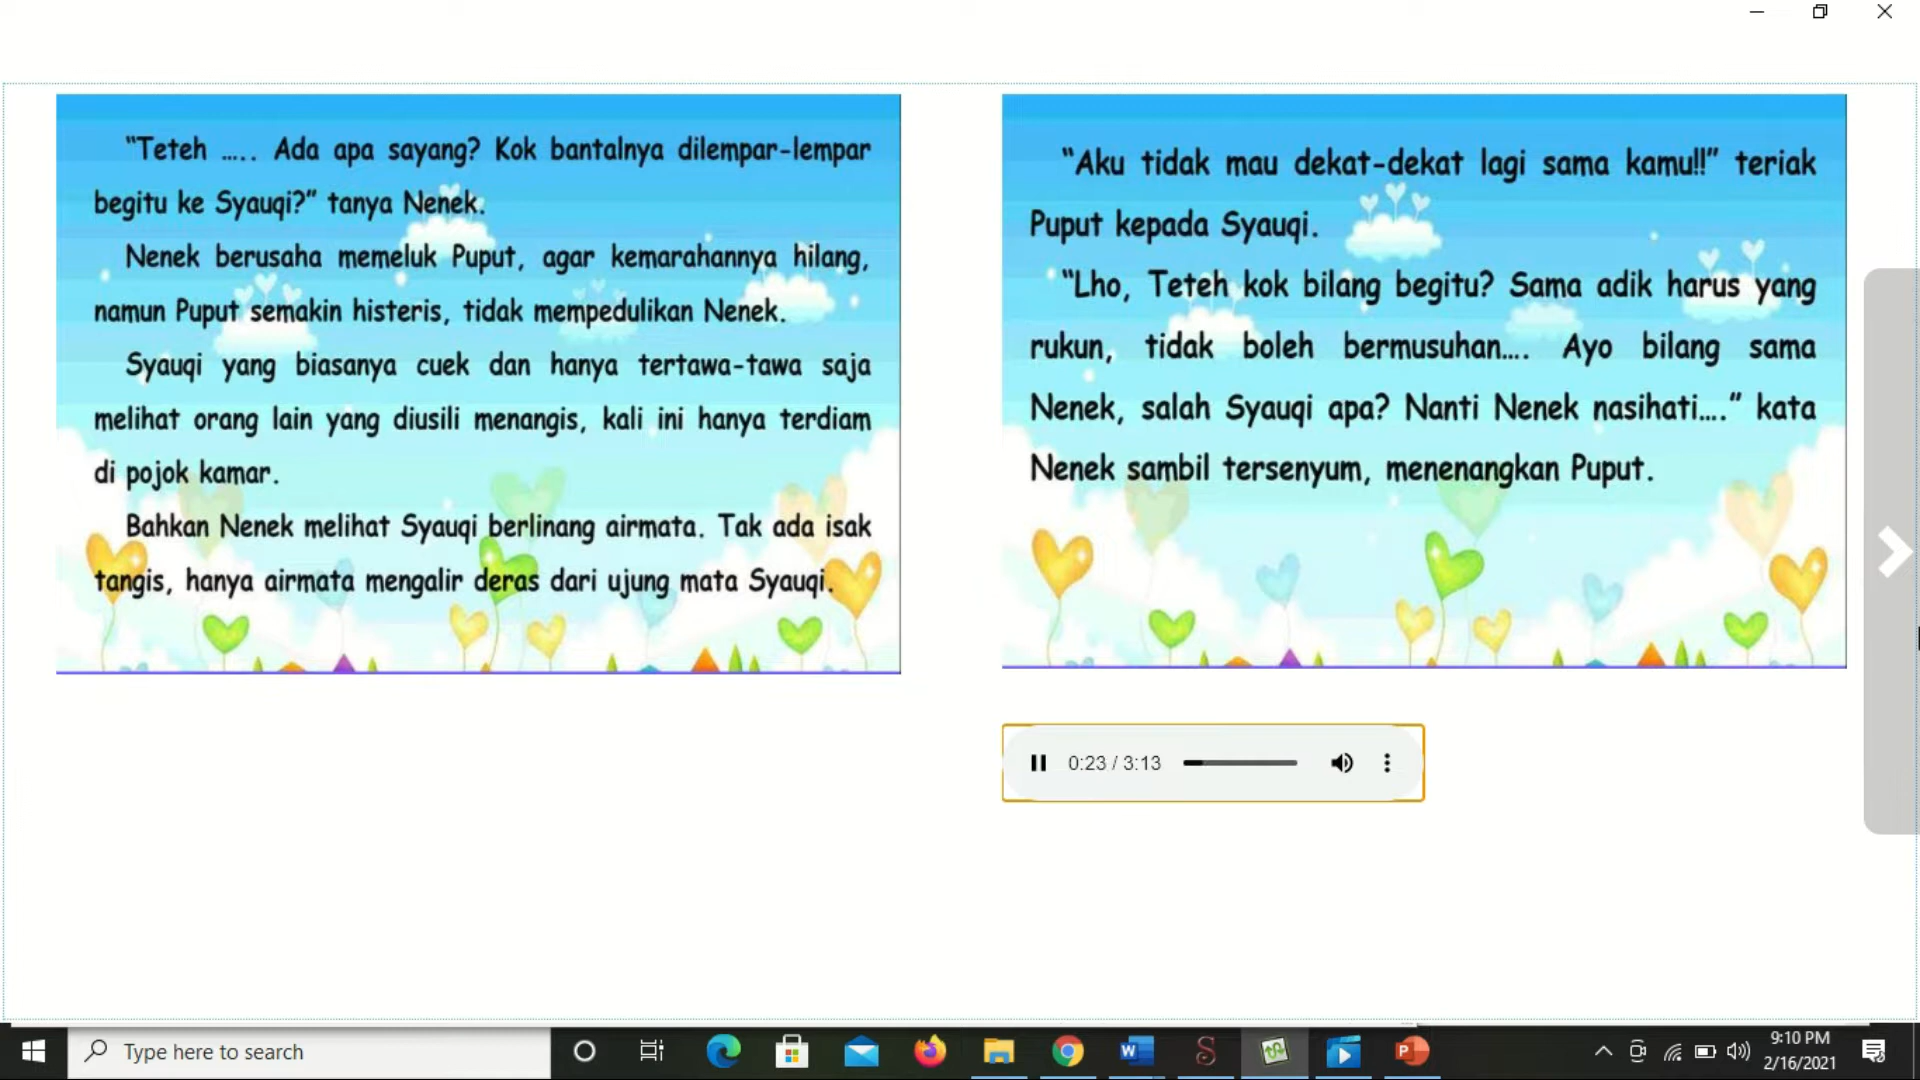 “Teteh ….. Ada apa sayang? Kok bantalnya dilempar-lempar
begitu ke Syauqi?” tanya Nenek.
Nenek berusaha memeluk Puput, agar kemarahannya hilang,
namun Puput semakin histeris, tidak mempedulikan Nenek.
Syauqi yang biasanya cuek dan hanya tertawa-tawa saja
melihat orang lain yang diusili menangis, kali ini hanya terdiam
di pojok kamar.
Bahkan Nenek melihat Syauqi berlinang airmata. Tak ada isak
tangis, hanya airmata mengalir deras dari ujung mata Syauqi.
“Aku tidak mau dekat-dekat lagi sama kamu!!” teriak
Puput kepada Syauqi.
“Lho, Teteh kok bilang begitu? Sama adik harus yang
rukun, tidak boleh bermusuhan…. Ayo bilang sama
Nenek, salah Syauqi apa? Nanti Nenek nasihati….” kata
Nenek sambil tersenyum, menenangkan Puput.
0:23 / 3:13
Type here to search
9:10 PM
2/16/2021